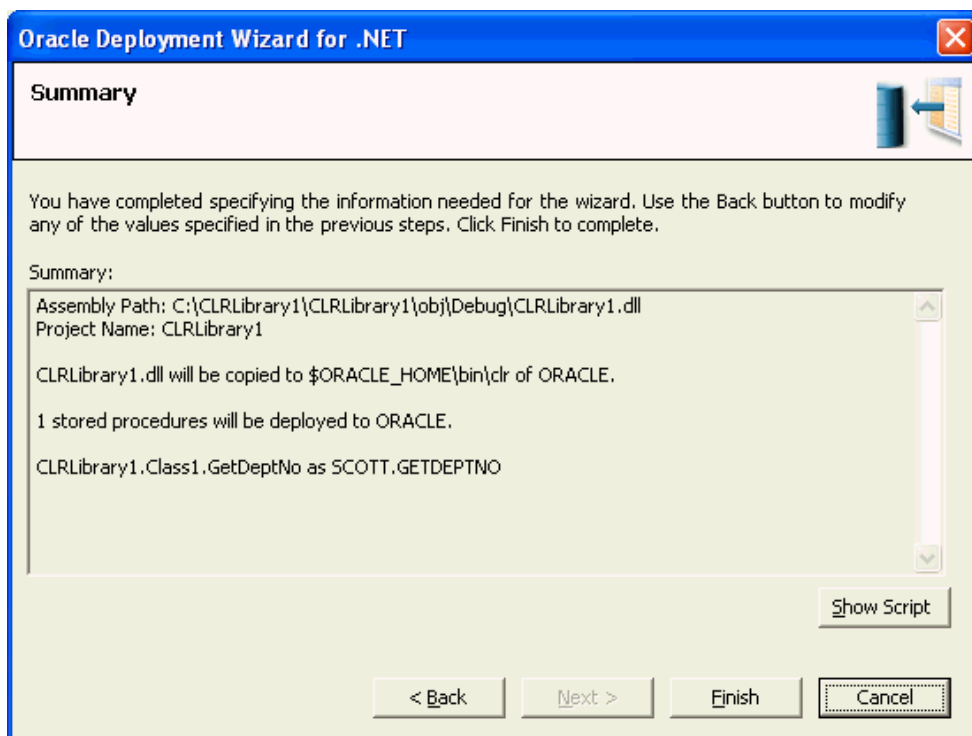 Oracle Deployment Wizard for .NET
Summary
You have completed specifying the information needed for the wizard. Use the Back button to modify
any of the values specified in the previous steps. Click Finish to complete.
Summary:
Assembly Path: C:\CLRLibrary1\CLRLibrary1\obj\Debug\CLRLibrary1.dll
Project Name: CLRLibrary1
CLRLibrary1.dll will be copied to $ORACLE_HOME\bin\clr of ORACLE.
1 stored procedures will be deployed to ORACLE.
CLRLibrary1.Class1.GetDeptNo as SCOTT.GETDEPTNO
Show Script
< Back
Next >
Finish
Cancel